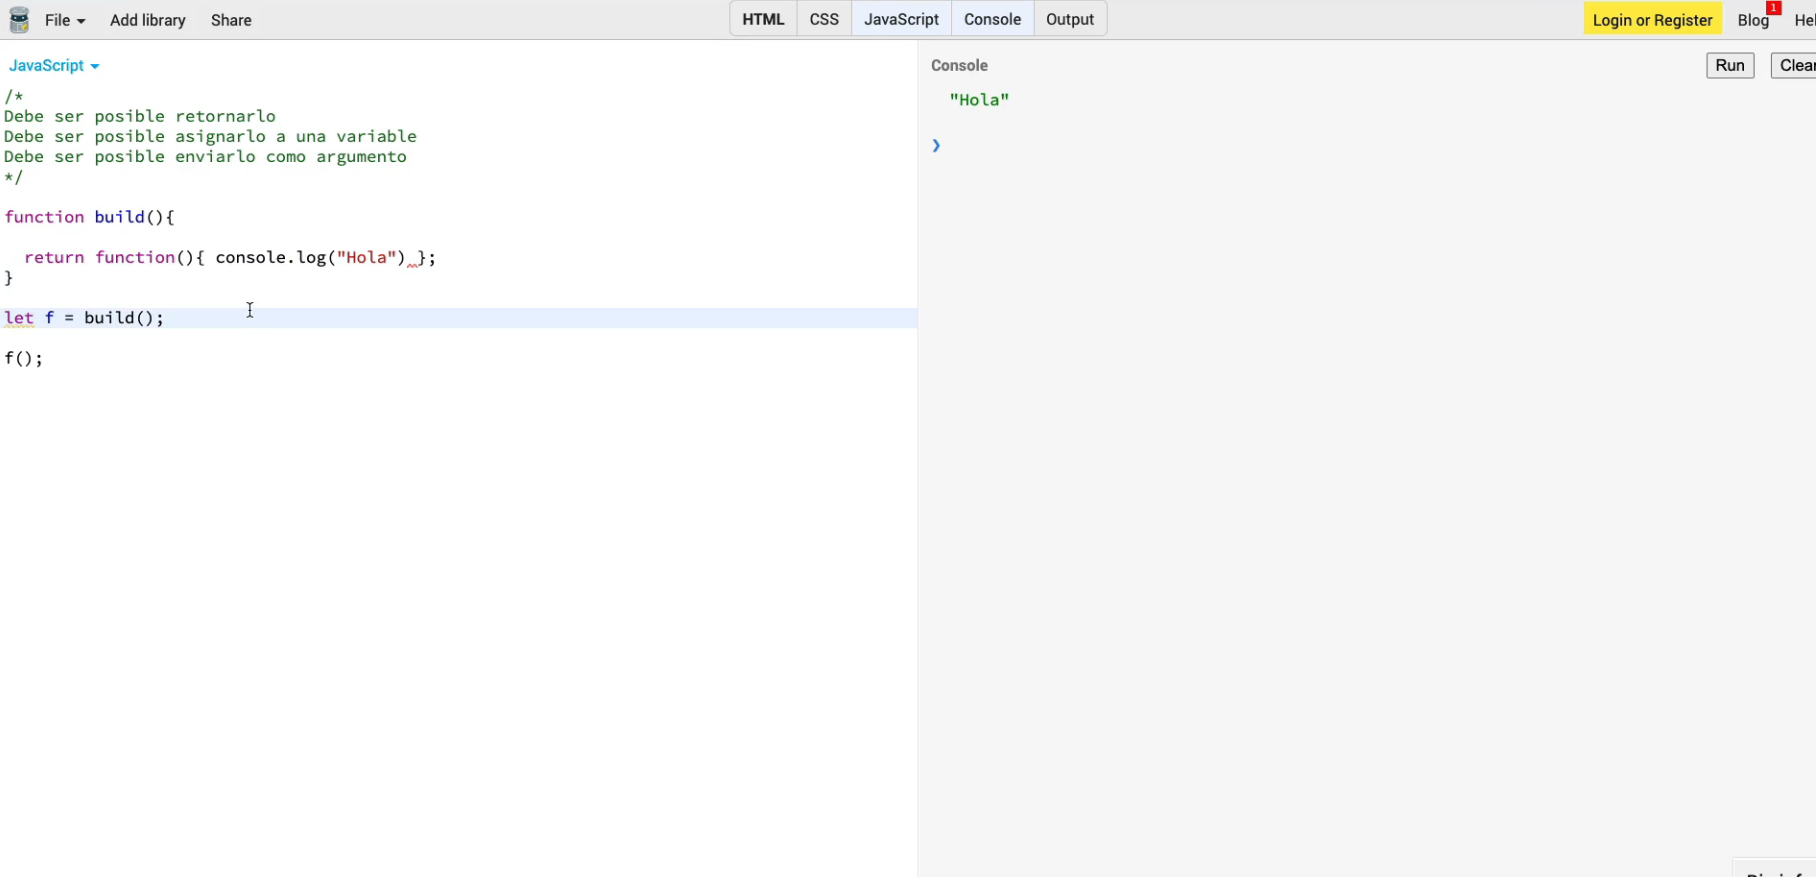 File Add library Share HTML CSS JavaScript Console Output Login or Register Blog 1
JavaScript
Console Run
/*
Debe ser posible retornarlo
Debe ser posible asignarlo a una variable
Debe ser posible enviarlo como argumento
*/
function build(){
return function(){ console.log("Hola") };
}
let f = build();
f();
"Hola"
❯